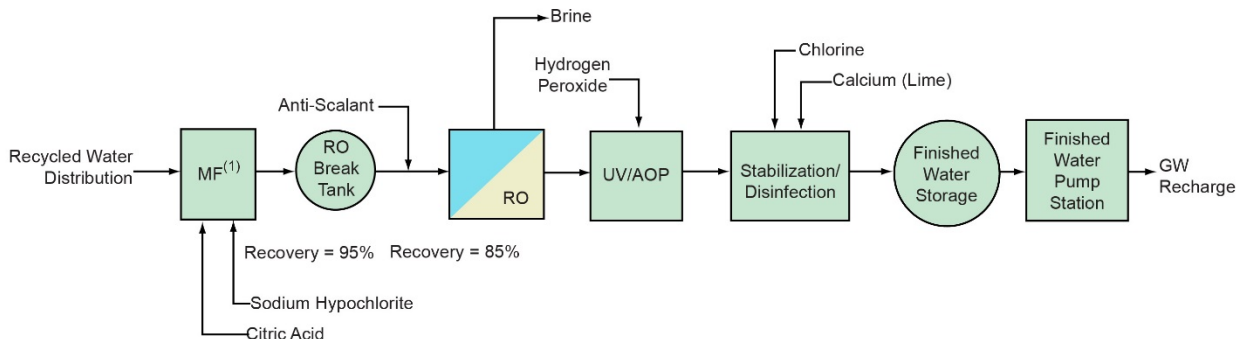 Brine
Chlorine
Hydrogen
Peroxide
Calcium (Lime)
Anti-Scalant
Recycled Water
Distribution
MF(1)
RO
Break
Tank
RO
UV/AOP
Stabilization/
Disinfection
Finished
Water
Storage
Finished
Water
Pump
Station
GW
Recharge
Recovery = 95%
Recovery = 85%
Sodium Hypochlorite
Citric Acid